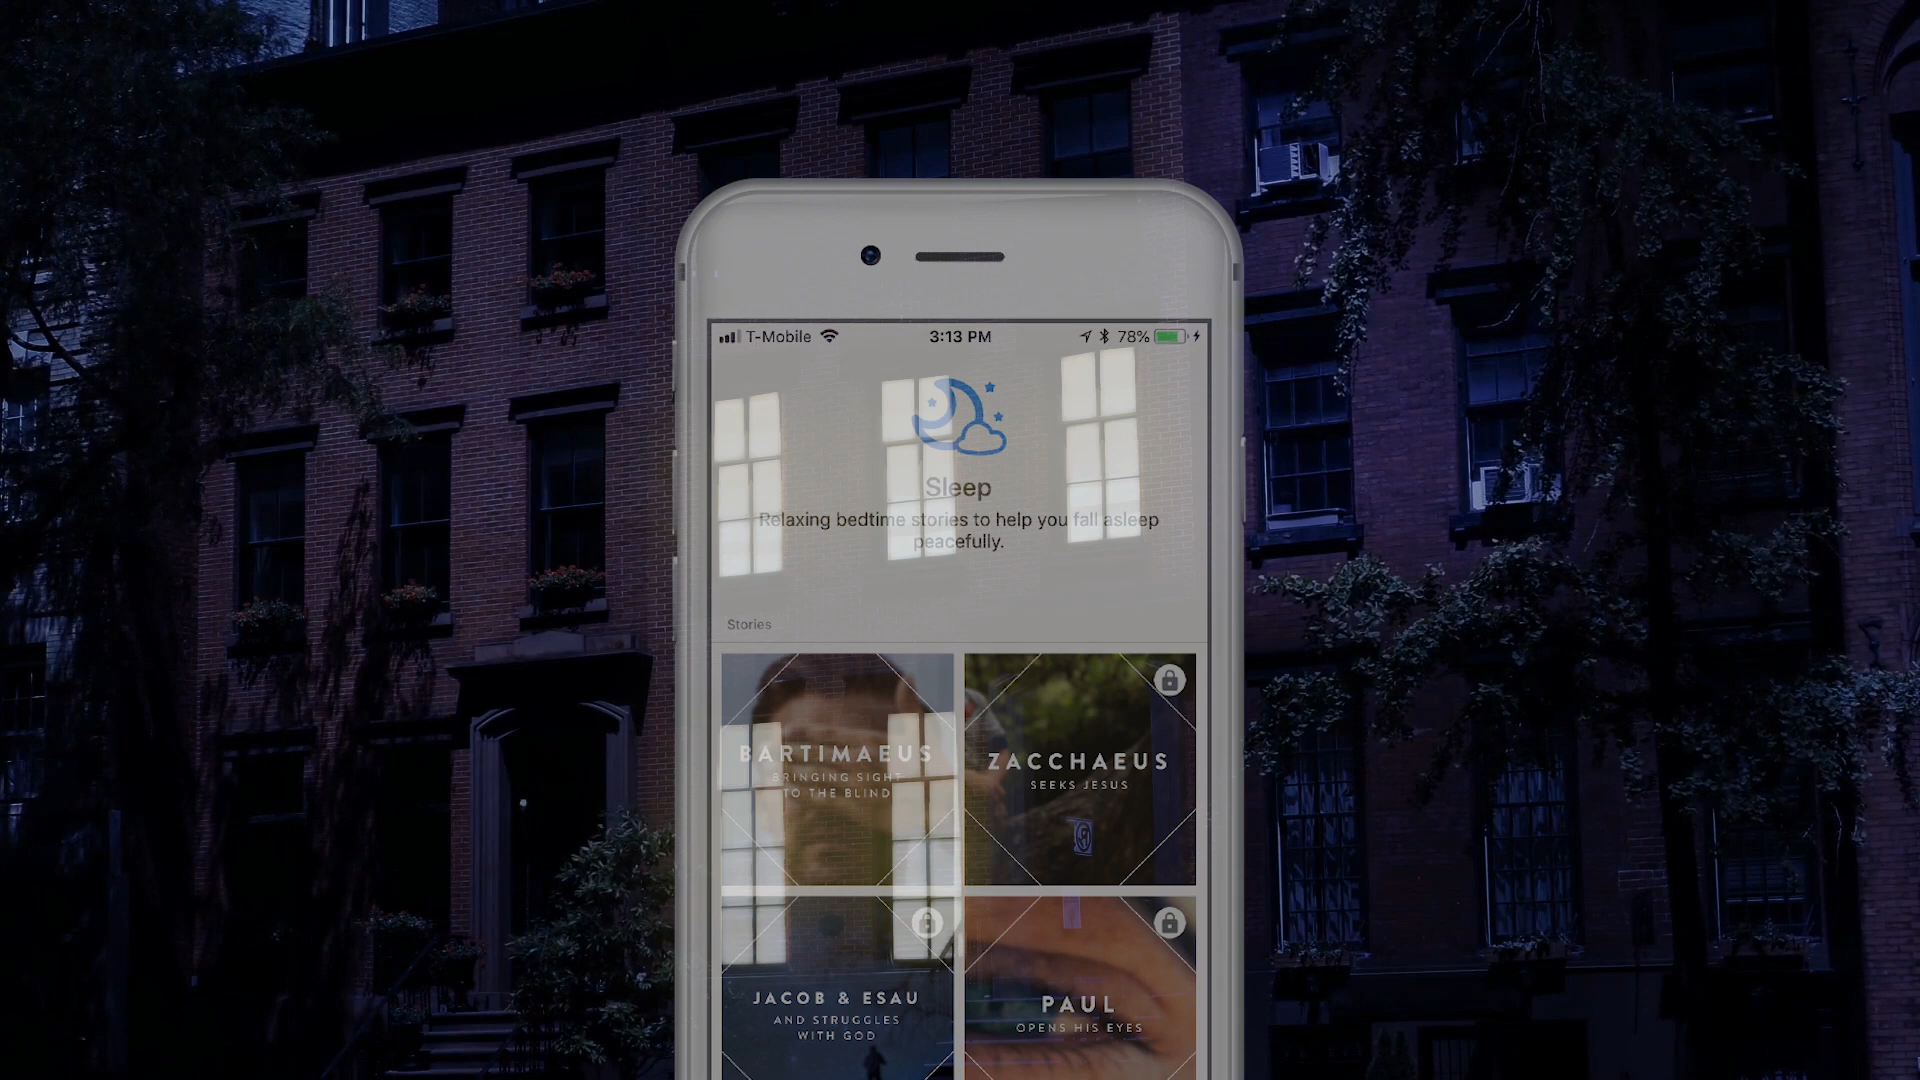 T-Mobile 3:13 PM 78%
Sleep
Relaxing bedtime stories to help you fall asleep
peacefully.
Stories
BARTIMAEUS
BRINGING SIGHT
TO THE BLIND
ZACCHAEUS
SEEKS JESUS
JACOB & ESAU
AND STRUGGLES
WITH GOD
PAUL
OPENS HIS EYES